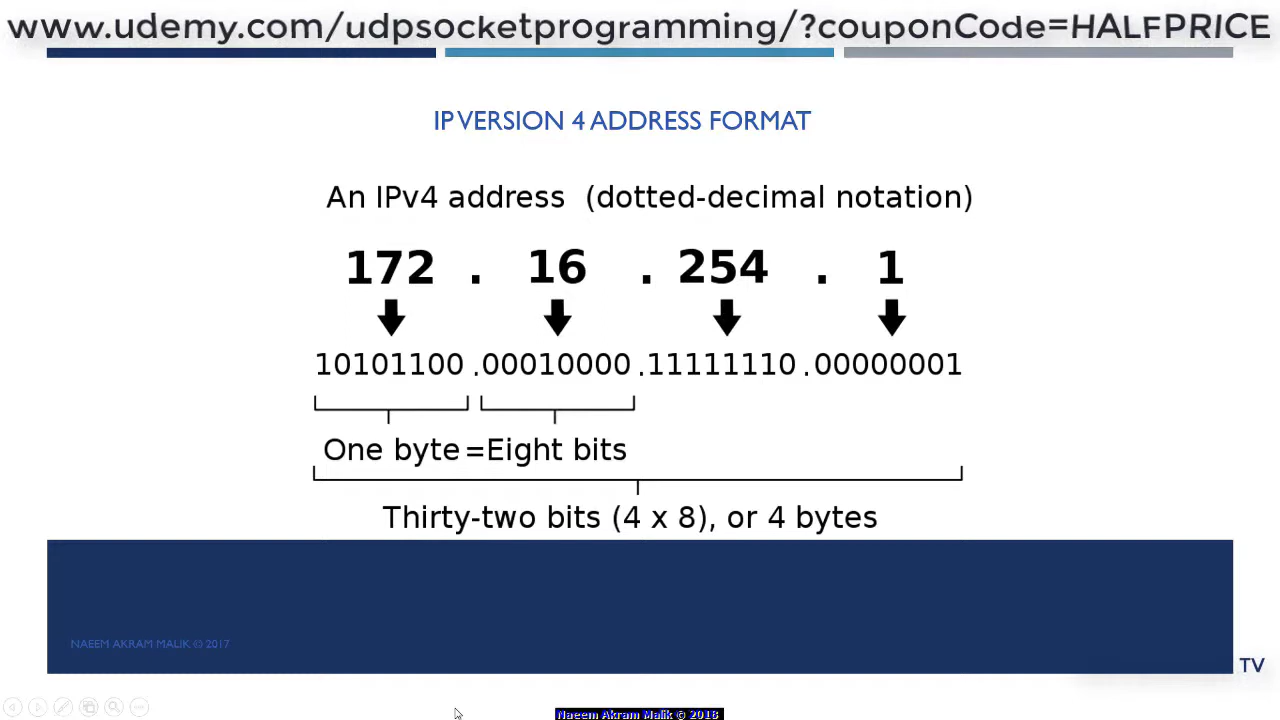 www.udemy.com/udpsocketprogramming/?couponCode=HALFPRICE
IP VERSION 4 ADDRESS FORMAT
An IPv4 address (dotted-decimal notation)
172 . 16 . 254 . 1
10101100 .00010000 .11111110 .00000001
One byte =Eight bits
Thirty-two bits (4 x 8), or 4 bytes
NAEEM AKRAM MALIK © 2017
TV
Naeem Akram Malik © 2018